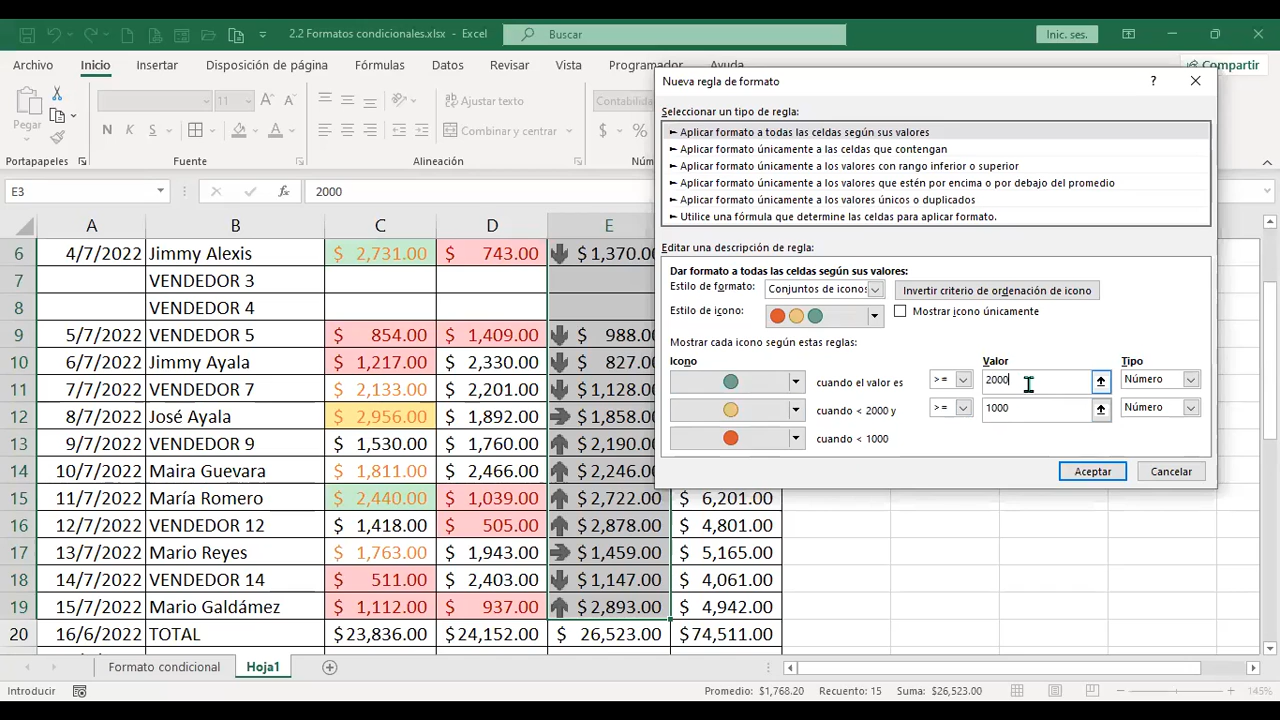 2.2 Formatos condicionales.xlsx - Excel
Buscar
Inic. ses.
Archivo Inicio Insertar Disposición de página Fórmulas Datos Revisar Vista Programador Ayuda Compartir
Pegar
11
N K S
Ajustar texto
Combinar y centrar
Contabilida
$ %
Portapapeles Fuente Alineación Núm
E3 fx 2000
A B C D E
6 4/7/2022 Jimmy Alexis $ 2,731.00 $ 743.00 $1,370.00
7 VENDEDOR 3
8 VENDEDOR 4
9 5/7/2022 VENDEDOR 5 $ 854.00 $ 1,409.00 $ 988.00
10 6/7/2022 Jimmy Ayala $ 1,217.00 $ 2,330.00 $ 827.00
11 7/7/2022 VENDEDOR 7 $ 2,133.00 $ 2,201.00 $1,128.00
12 8/7/2022 José Ayala $ 2,956.00 $ 1,892.00 $1,858.00
13 9/7/2022 VENDEDOR 9 $ 1,530.00 $ 1,760.00 $2,190.00
14 10/7/2022 Maira Guevara $ 1,811.00 $ 2,466.00 $2,246.00
15 11/7/2022 María Romero $ 2,440.00 $ 1,039.00 $2,722.00 $ 6,201.00
16 12/7/2022 VENDEDOR 12 $ 1,418.00 $ 505.00 $2,878.00 $ 4,801.00
17 13/7/2022 Mario Reyes $ 1,763.00 $ 1,943.00 $1,459.00 $ 5,165.00
18 14/7/2022 VENDEDOR 14 $ 511.00 $ 2,403.00 $1,147.00 $ 4,061.00
19 15/7/2022 Mario Galdámez $ 1,112.00 $ 937.00 $2,893.00 $ 4,942.00
20 16/6/2022 TOTAL $23,836.00 $24,152.00 $ 26,523.00 $74,511.00
Formato condicional Hoja1
Introducir Promedio: $1,768.20 Recuento: 15 Suma: $26,523.00 145%
Nueva regla de formato ?
Seleccionar un tipo de regla:
► Aplicar formato a todas las celdas según sus valores
► Aplicar formato únicamente a las celdas que contengan
► Aplicar formato únicamente a los valores con rango inferior o superior
► Aplicar formato únicamente a los valores que estén por encima o por debajo del promedio
► Aplicar formato únicamente a los valores únicos o duplicados
► Utilice una fórmula que determine las celdas para aplicar formato.
Editar una descripción de regla:
Dar formato a todas las celdas según sus valores:
Estilo de formato: Conjuntos de iconos Invertir criterio de ordenación de icono
Estilo de icono: Mostrar icono únicamente
Mostrar cada icono según estas reglas:
Icono Valor Tipo
cuando el valor es >= 2000 Número
cuando < 2000 y >= 1000 Número
cuando < 1000
Aceptar Cancelar